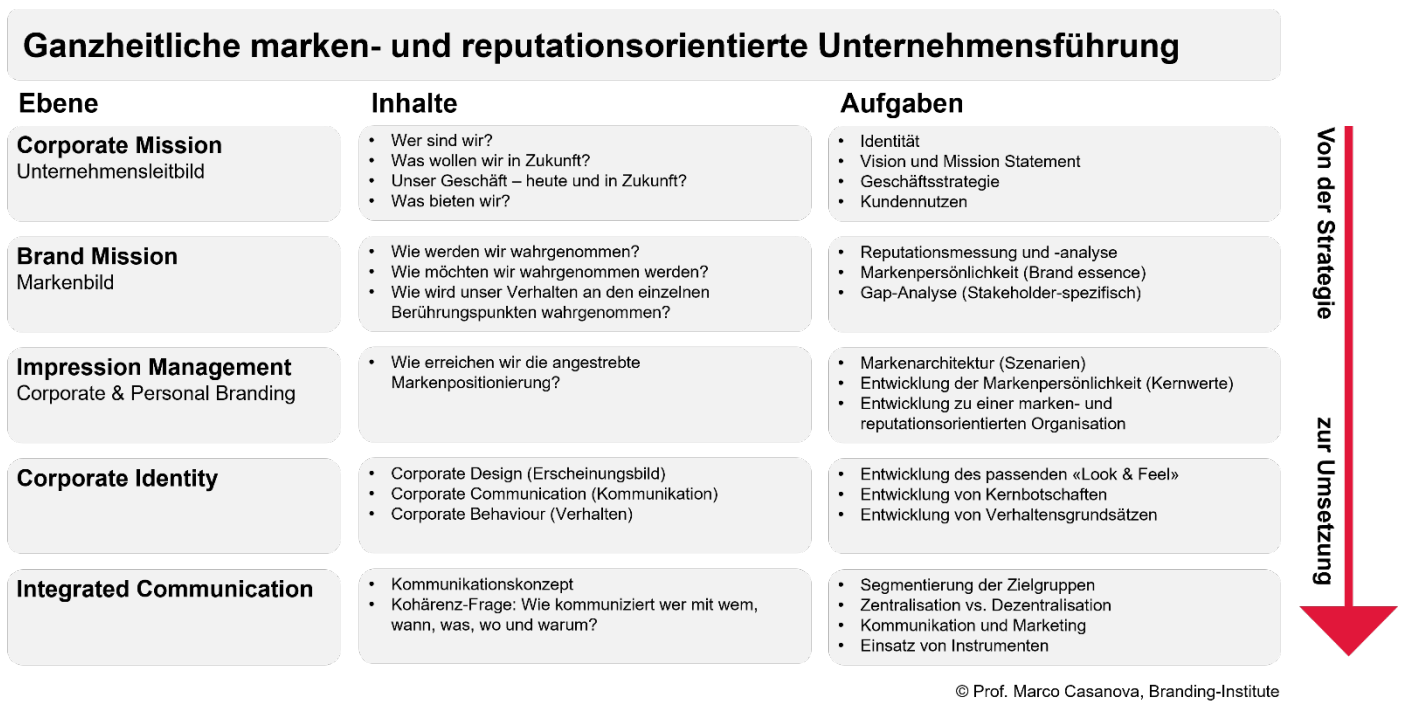 Ganzheitliche marken- und reputationsorientierte Unternehmensführung
Ebene
Inhalte
Aufgaben
Corporate Mission
Unternehmensleitbild
• Wer sind wir?
• Was wollen wir in Zukunft?
• Unser Geschäft – heute und in Zukunft?
• Was bieten wir?
• Identität
• Vision und Mission Statement
• Geschäftsstrategie
• Kundennutzen
Brand Mission
Markenbild
• Wie werden wir wahrgenommen?
• Wie möchten wir wahrgenommen werden?
• Wie wird unser Verhalten an den einzelnen
Berührungspunkten wahrgenommen?
• Reputationsmessung und -analyse
• Markenpersönlichkeit (Brand essence)
• Gap-Analyse (Stakeholder-spezifisch)
Impression Management
Corporate & Personal Branding
• Wie erreichen wir die angestrebte
Markenpositionierung?
• Markenarchitektur (Szenarien)
• Entwicklung der Markenpersönlichkeit (Kernwerte)
• Entwicklung zu einer marken- und
reputationsorientierten Organisation
Corporate Identity
• Corporate Design (Erscheinungsbild)
• Corporate Communication (Kommunikation)
• Corporate Behaviour (Verhalten)
• Entwicklung des passenden «Look & Feel»
• Entwicklung von Kernbotschaften
• Entwicklung von Verhaltensgrundsätzen
Integrated Communication
• Kommunikationskonzept
• Kohärenz-Frage: Wie kommuniziert wer mit wem,
wann, was, wo und warum?
• Segmentierung der Zielgruppen
• Zentralisation vs. Dezentralisation
• Kommunikation und Marketing
• Einsatz von Instrumenten
Von der Strategie
zur Umsetzung
© Prof. Marco Casanova, Branding-Institute